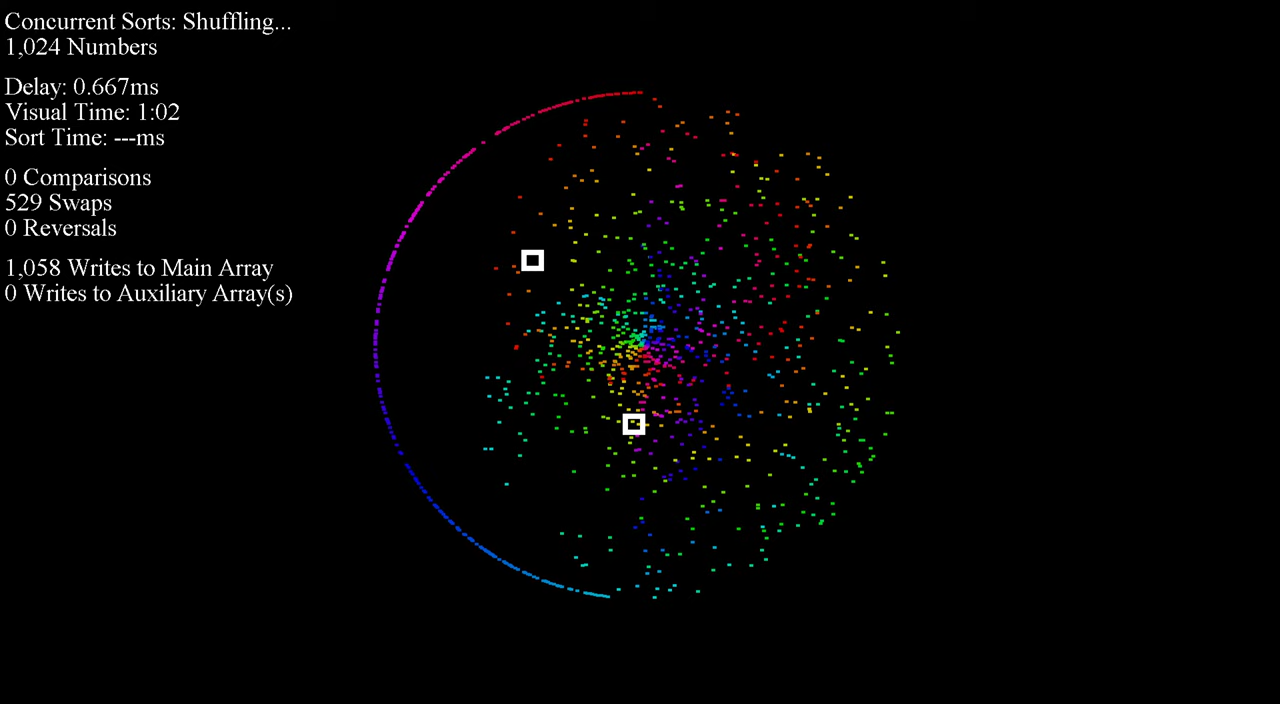 Concurrent Sorts: Shuffling...
1,024 Numbers
Delay: 0.667ms
Visual Time: 1:02
Sort Time: ---ms
0 Comparisons
529 Swaps
0 Reversals
1,058 Writes to Main Array
0 Writes to Auxiliary Array(s)